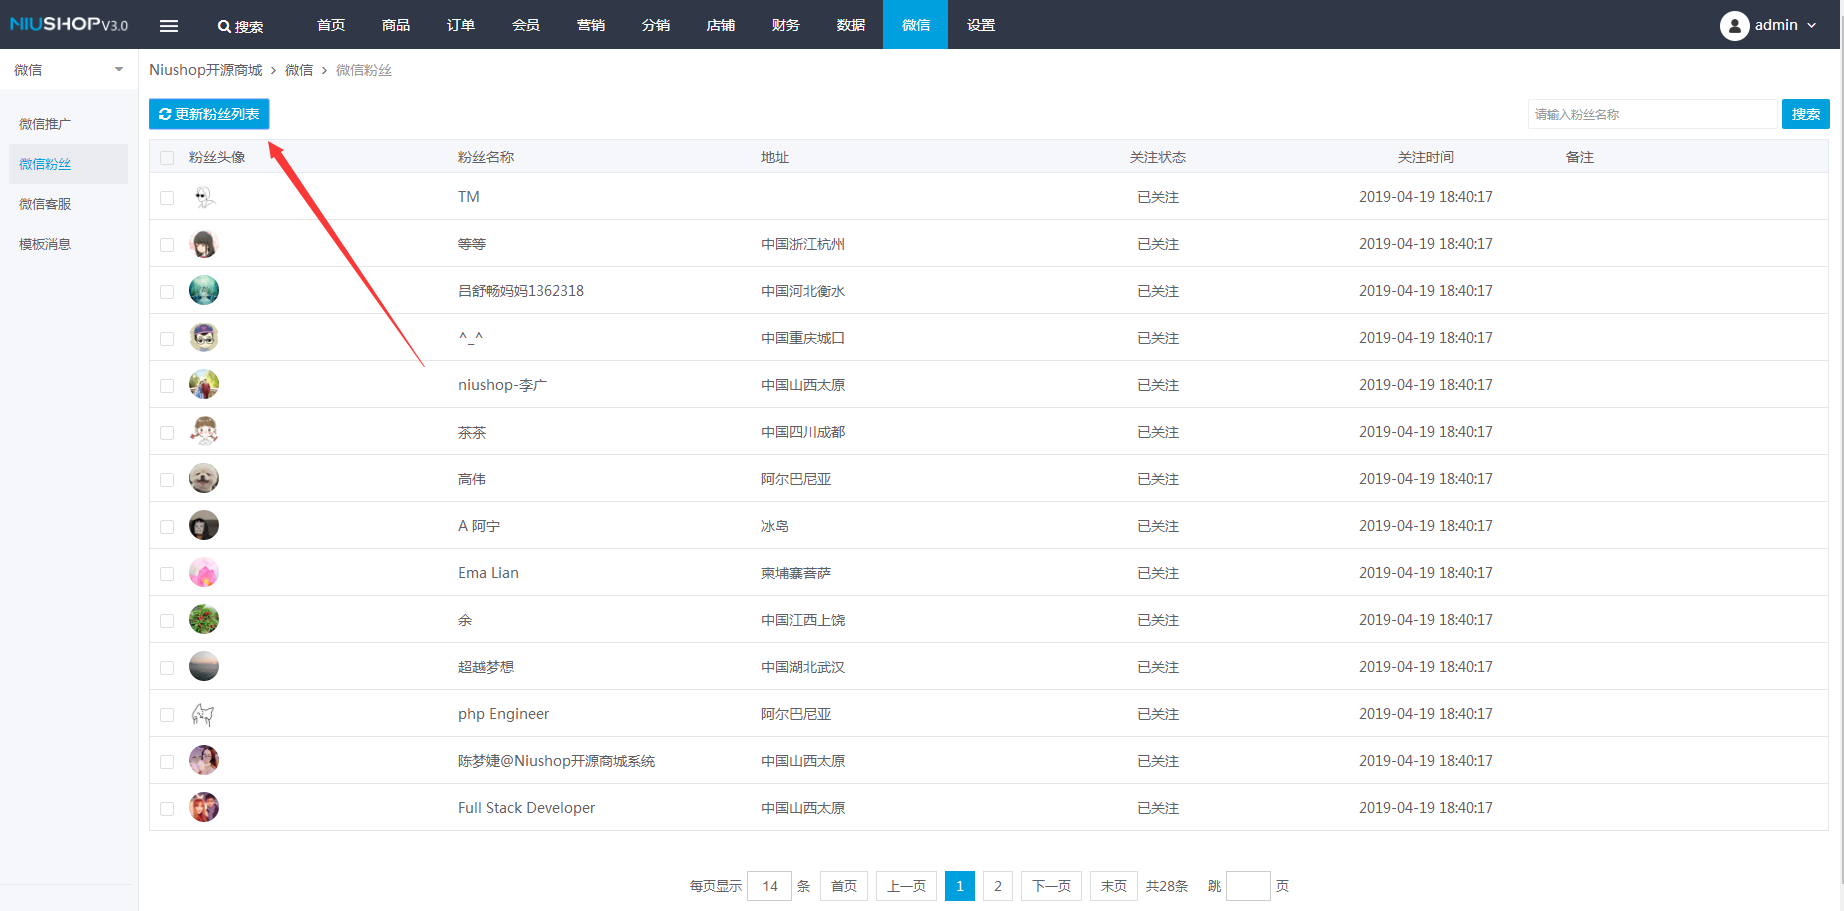 NIUSHOP V3.0 搜索 首页 商品 订单 会员 营销 分销 店铺 财务 数据 微信 设置 admin
微信
Niushop开源商城 > 微信 > 微信粉丝
微信推广
微信粉丝
微信客服
模板消息
更新粉丝列表 请输入粉丝名称 搜索
粉丝头像 粉丝名称 地址 关注状态 关注时间 备注
TM 已关注 2019-04-19 18:40:17
等等 中国浙江杭州 已关注 2019-04-19 18:40:17
吕舒畅妈妈1362318 中国河北衡水 已关注 2019-04-19 18:40:17
^_^ 中国重庆城口 已关注 2019-04-19 18:40:17
niushop-李广 中国山西太原 已关注 2019-04-19 18:40:17
茶茶 中国四川成都 已关注 2019-04-19 18:40:17
高伟 阿尔巴尼亚 已关注 2019-04-19 18:40:17
A 阿宁 冰岛 已关注 2019-04-19 18:40:17
Ema Lian 柬埔寨菩萨 已关注 2019-04-19 18:40:17
余 中国江西上饶 已关注 2019-04-19 18:40:17
超越梦想 中国湖北武汉 已关注 2019-04-19 18:40:17
php Engineer 阿尔巴尼亚 已关注 2019-04-19 18:40:17
陈梦婕@Niushop开源商城系统 中国山西太原 已关注 2019-04-19 18:40:17
Full Stack Developer 中国山西太原 已关注 2019-04-19 18:40:17
每页显示 14 条 首页 上一页 1 2 下一页 末页 共28条 跳 页